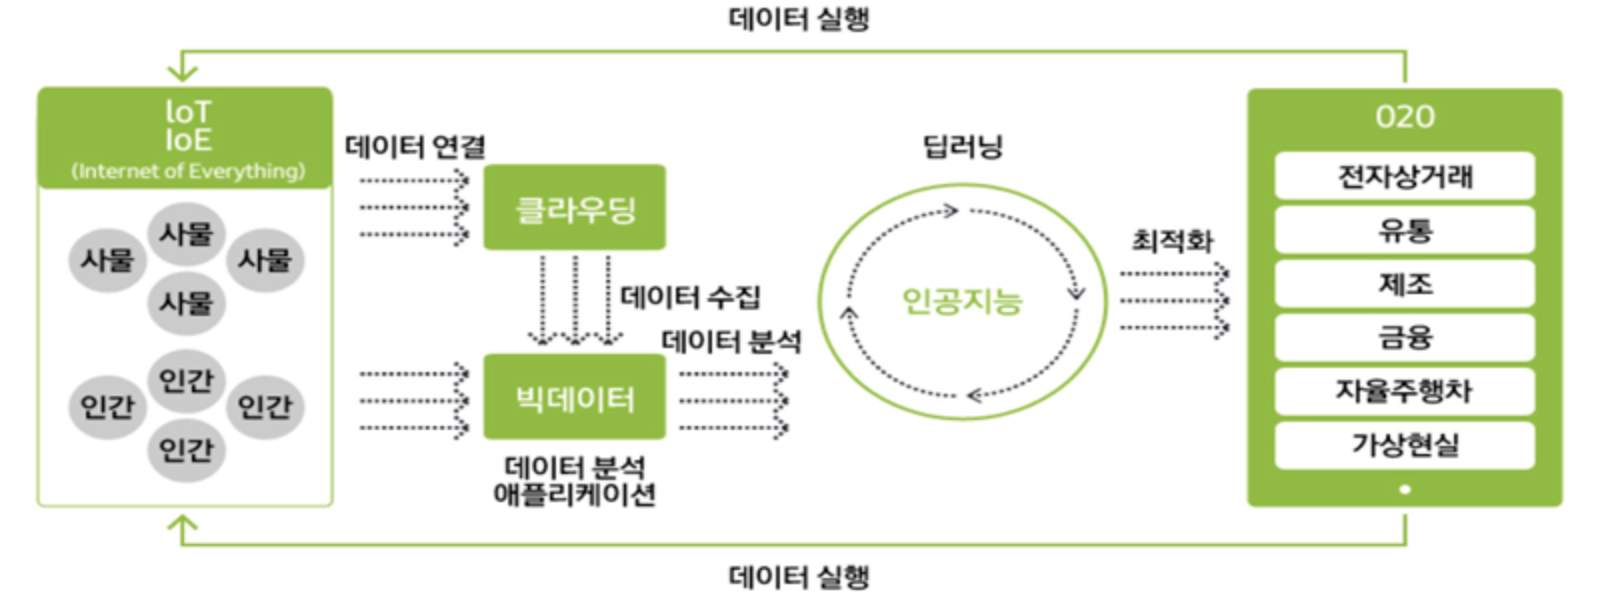 데이터 실행
IoT
IoE
(Internet of Everything)
사물
사물
사물
사물
인간
인간
인간
인간
데이터 연결
클라우딩
데이터 수집
빅데이터
데이터 분석
애플리케이션
데이터 분석
딥러닝
인공지능
최적화
O2O
전자상거래
유통
제조
금융
자율주행차
가상현실
데이터 실행